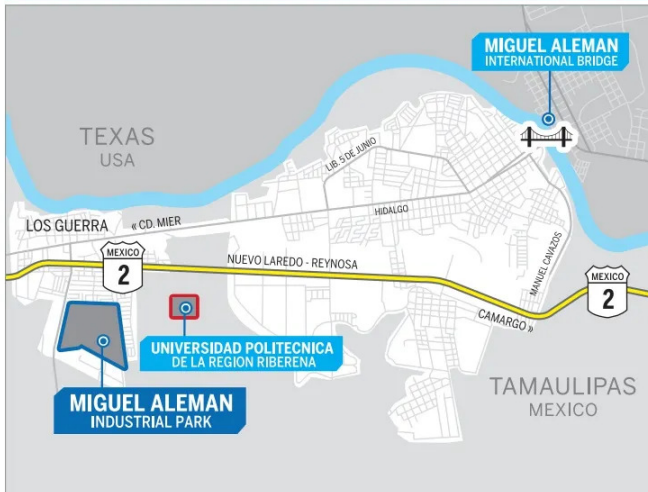 MIGUEL ALEMAN
INTERNATIONAL BRIDGE
TEXAS
USA
LIB. 5 DE JUNIO
LOS GUERRA
« CD. MIER
HIDALGO
MEXICO
2
NUEVO LAREDO - REYNOSA
MANUEL CAVAZOS
MEXICO
2
CAMARGO »
UNIVERSIDAD POLITECNICA
DE LA REGION RIBERENA
MIGUEL ALEMAN
INDUSTRIAL PARK
TAMAULIPAS
MEXICO